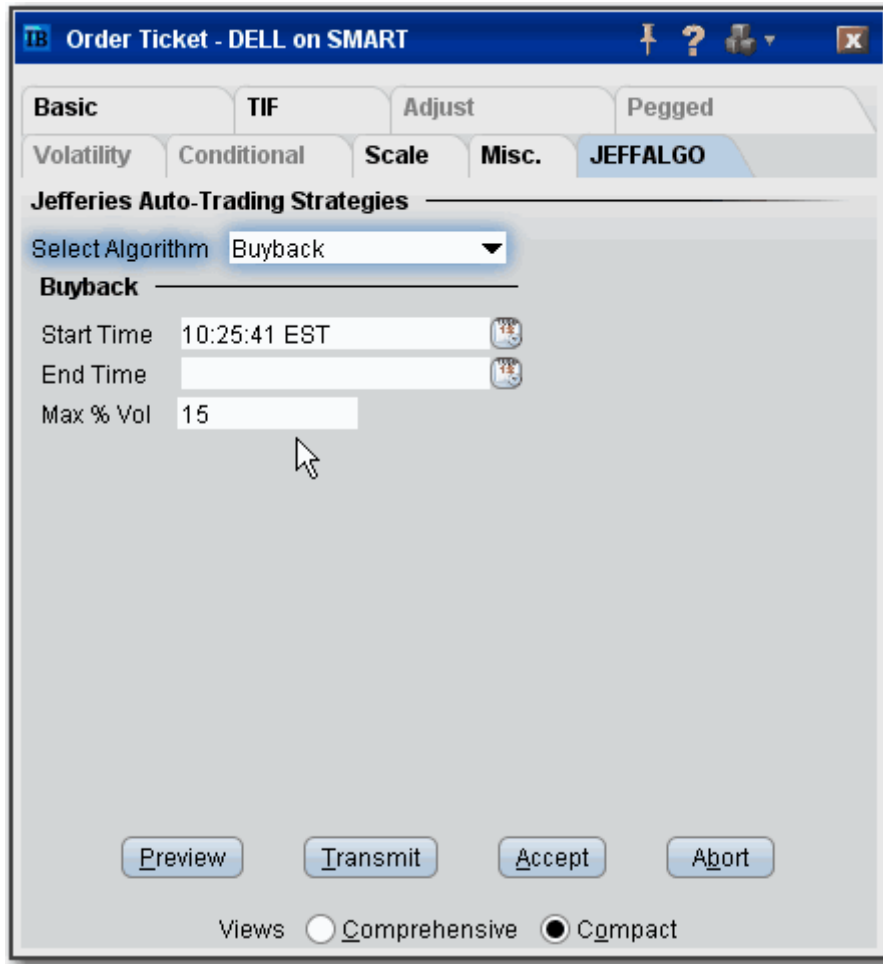 IB Order Ticket - DELL on SMART ?
Basic TIF Adjust Pegged
Volatility Conditional Scale Misc. JEFFALGO
Jefferies Auto-Trading Strategies
Select Algorithm Buyback
Buyback
Start Time 10:25:41 EST
End Time
Max % Vol 15
Preview Transmit Accept Abort
Views Comprehensive Compact